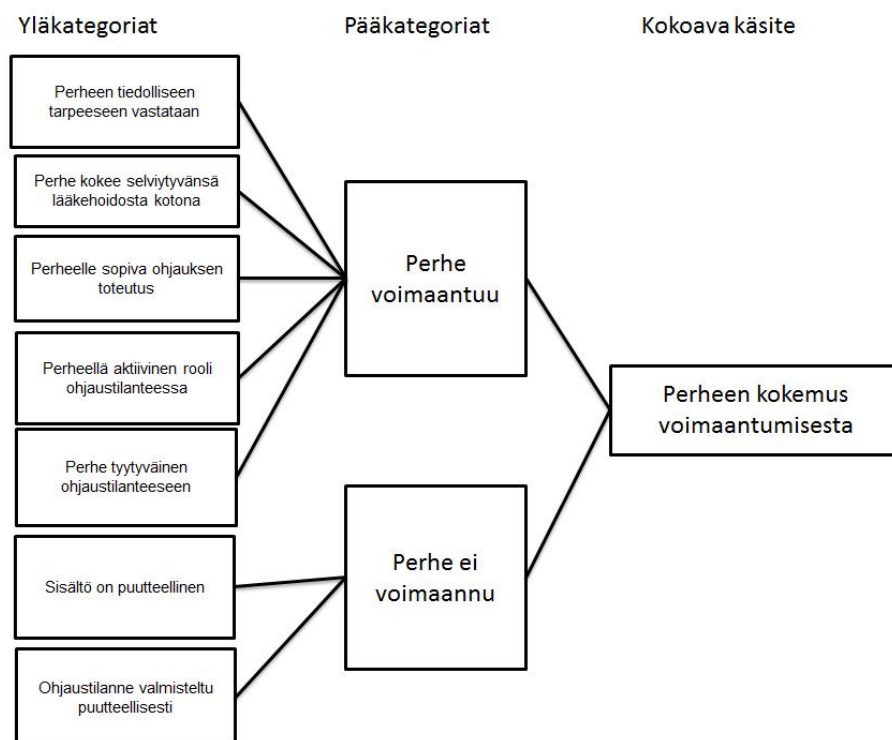 Yläkategoriat
Pääkategoriat
Kokoava käsite
Perheen tiedolliseen
tarpeeseen vastataan
Perhe kokee selviytyvänsä
lääkehoidosta kotona
Perheelle sopiva ohjauksen
toteutus
Perheellä aktiivinen rooli
ohjaustilanteessa
Perhe tyytyväinen
ohjaustilanteeseen
Sisältö on puutteellinen
Ohjaustilanne valmisteltu
puutteellisesti
Perhe
voimaantuu
Perhe ei
voimaannu
Perheen kokemus
voimaantumisesta